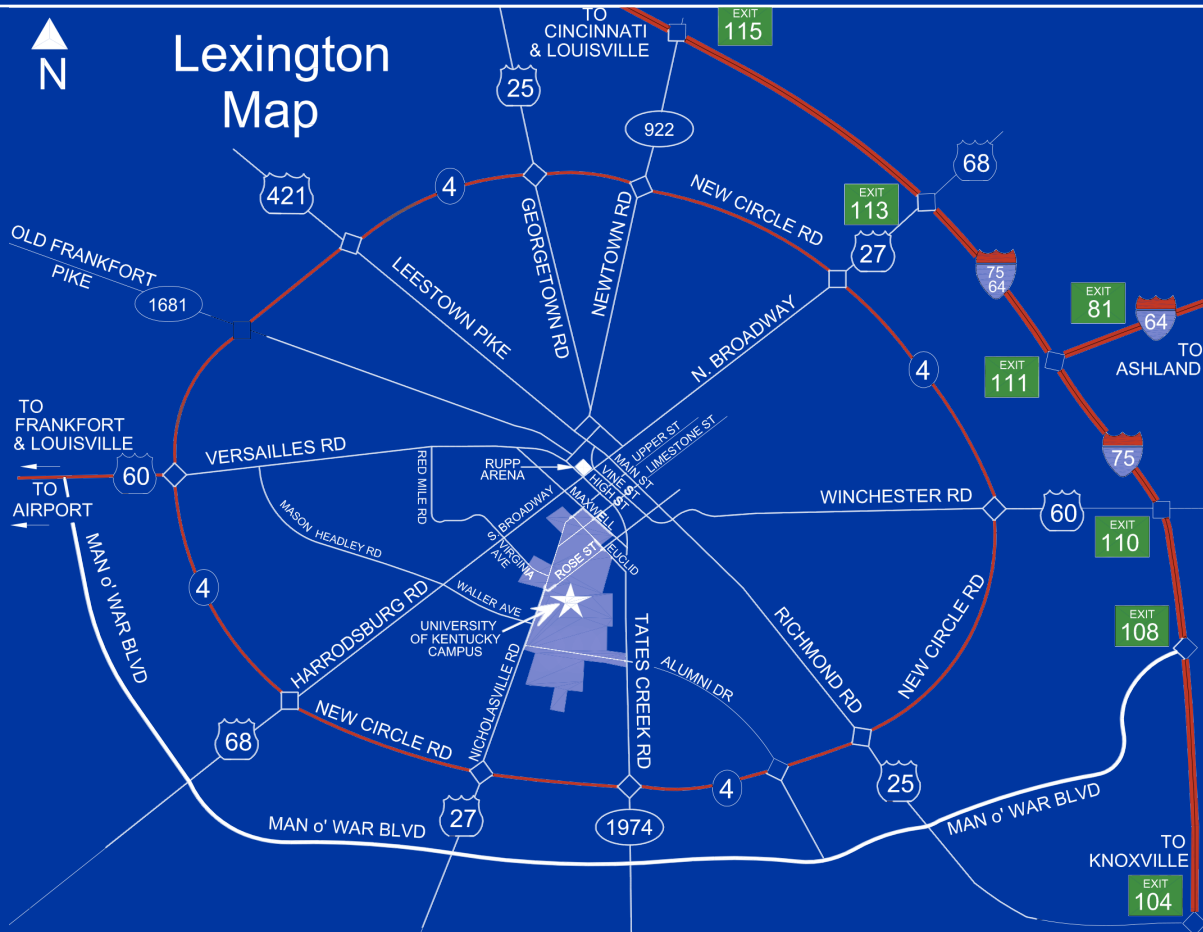 N
Lexington
Map
TO
CINCINNATI
& LOUISVILLE
EXIT
115
25
922
68
421
4
NEW CIRCLE RD
EXIT
113
27
GEORGETOWN RD
NEWTOWN RD
OLD FRANKFORT
PIKE
1681
LEESTOWN PIKE
75
64
EXIT
81
64
TO
ASHLAND
N. BROADWAY
4
EXIT
111
TO
FRANKFORT
& LOUISVILLE
60
VERSAILLES RD
RED MILE RD
RUPP
ARENA
UPPER ST
LIMESTONE ST
MAIN ST
VINE ST
HIGH ST
MAXWELL
75
TO
AIRPORT
WINCHESTER RD
60
EXIT
110
MASON HEADLEY RD
S. BROADWAY
VIRGINIA
AVE
ROSE ST
EUCLID
MAN o' WAR BLVD
4
HARRODSBURG RD
WALLER AVE
UNIVERSITY
OF KENTUCKY
CAMPUS
TATES CREEK RD
RICHMOND RD
NEW CIRCLE RD
EXIT
108
ALUMNI DR
NICHOLASVILLE RD
NEW CIRCLE RD
68
27
4
25
MAN o' WAR BLVD
1974
MAN o' WAR BLVD
TO
KNOXVILLE
EXIT
104